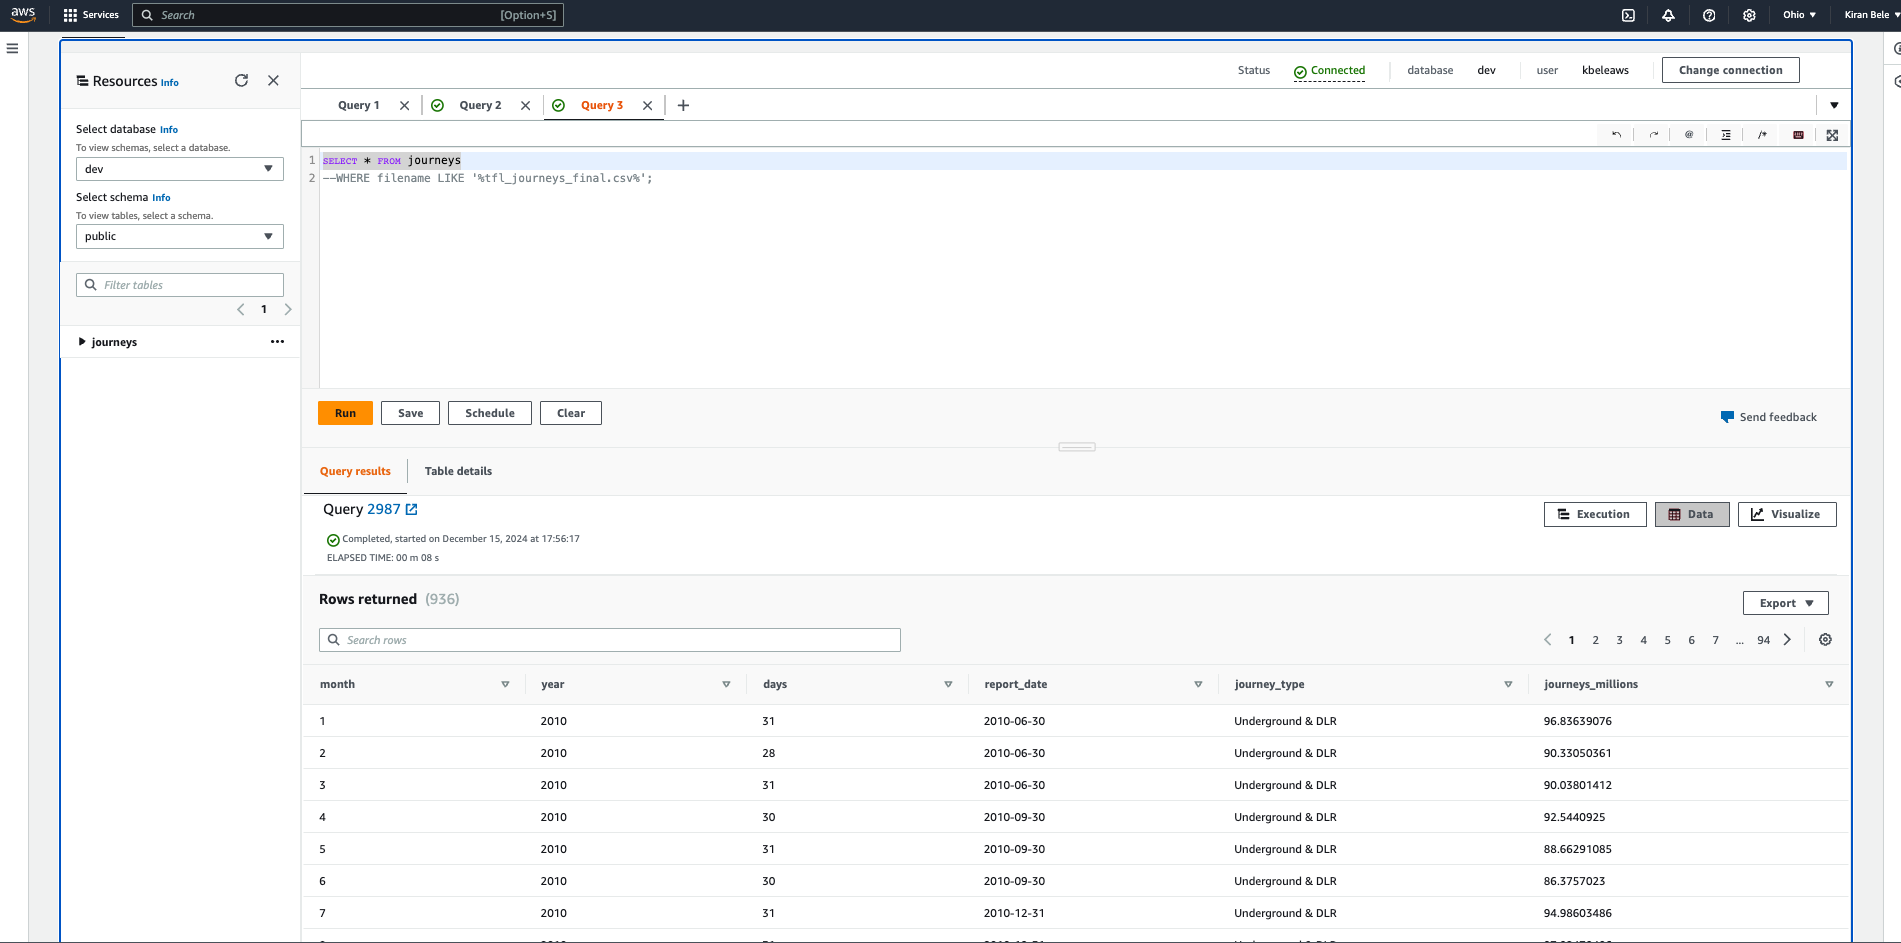 aws Services Search [Option+S] Ohio Kiran Bele
Resources Info
Status Connected database dev user kbeleaws Change connection
Query 1 Query 2 Query 3
Select database Info
To view schemas, select a database.
dev
Select schema Info
To view tables, select a schema.
public
Filter tables
1
journeys
1 SELECT * FROM journeys
2 --WHERE filename LIKE '%tfl_journeys_final.csv%';
Run Save Schedule Clear
Send feedback
Query results Table details
Query 2987
Execution Data Visualize
Completed, started on December 15, 2024 at 17:56:17
ELAPSED TIME: 00 m 08 s
Rows returned (936)
Export
Search rows
1 2 3 4 5 6 7 ... 94
month year days report_date journey_type journeys_millions
1 2010 31 2010-06-30 Underground & DLR 96.83639076
2 2010 28 2010-06-30 Underground & DLR 90.33050361
3 2010 31 2010-06-30 Underground & DLR 90.03801412
4 2010 30 2010-09-30 Underground & DLR 92.5440925
5 2010 31 2010-09-30 Underground & DLR 88.66291085
6 2010 30 2010-09-30 Underground & DLR 86.3757023
7 2010 31 2010-12-31 Underground & DLR 94.98603486